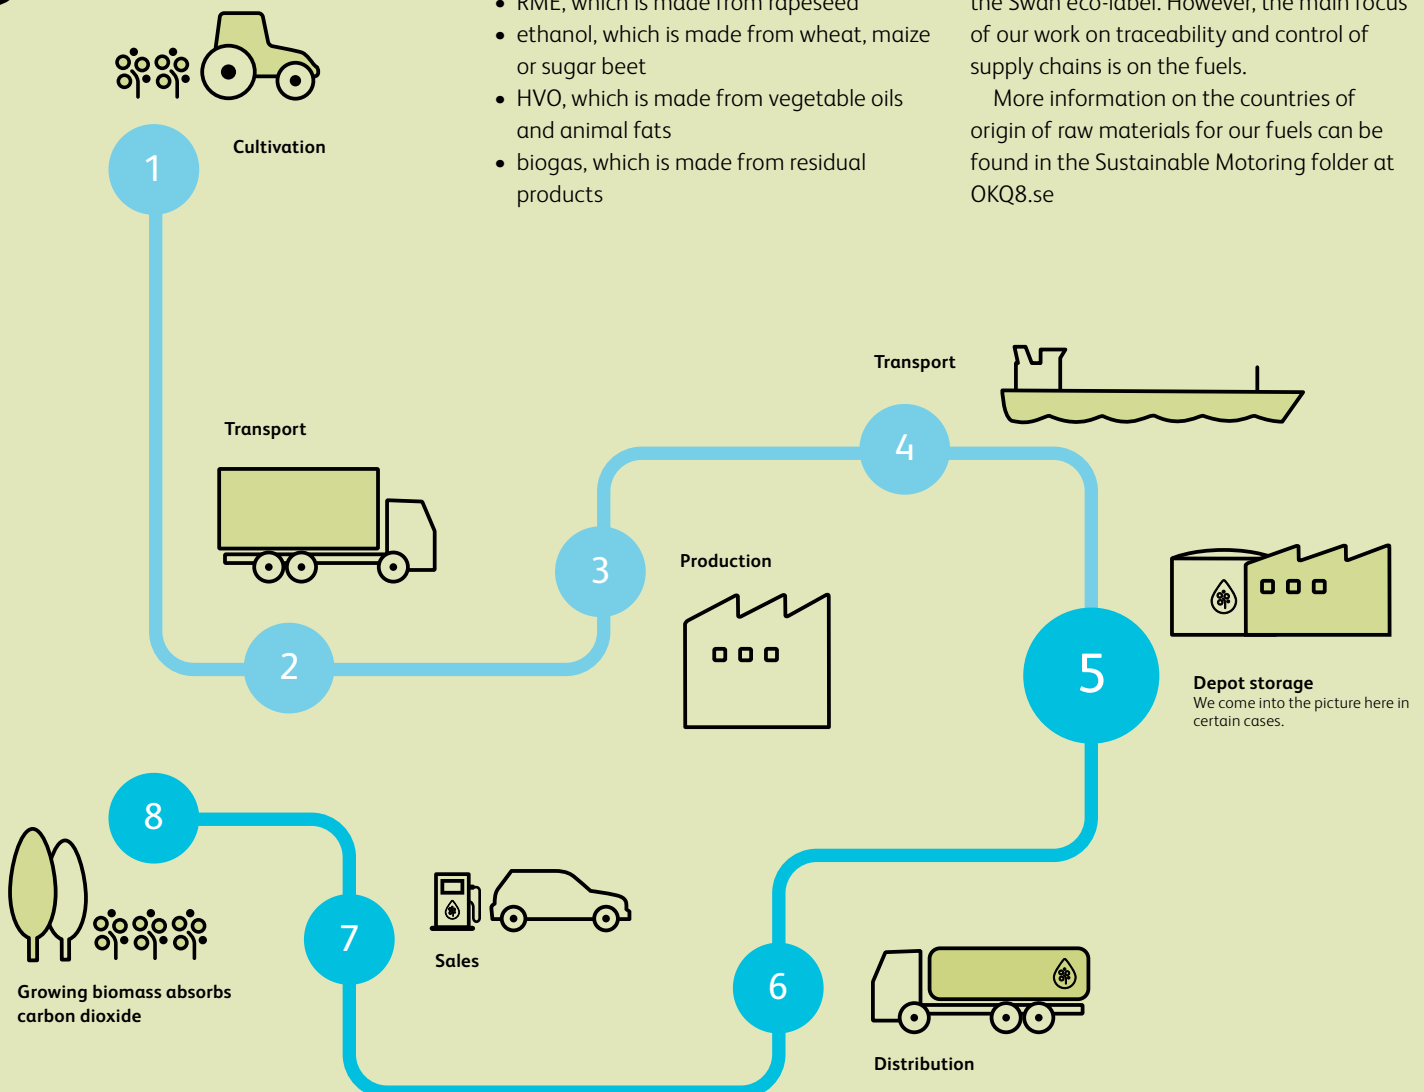 • RME, which is made from rapeseed
• ethanol, which is made from wheat, maize
or sugar beet
• HVO, which is made from vegetable oils
and animal fats
• biogas, which is made from residual
products
the Swan eco-label. However, the main focus
of our work on traceability and control of
supply chains is on the fuels.
More information on the countries of
origin of raw materials for our fuels can be
found in the Sustainable Motoring folder at
OKQ8.se
1
Cultivation
Transport
2
3
Production
Transport
4
5
Depot storage
We come into the picture here in
certain cases.
6
Distribution
7
Sales
8
Growing biomass absorbs
carbon dioxide